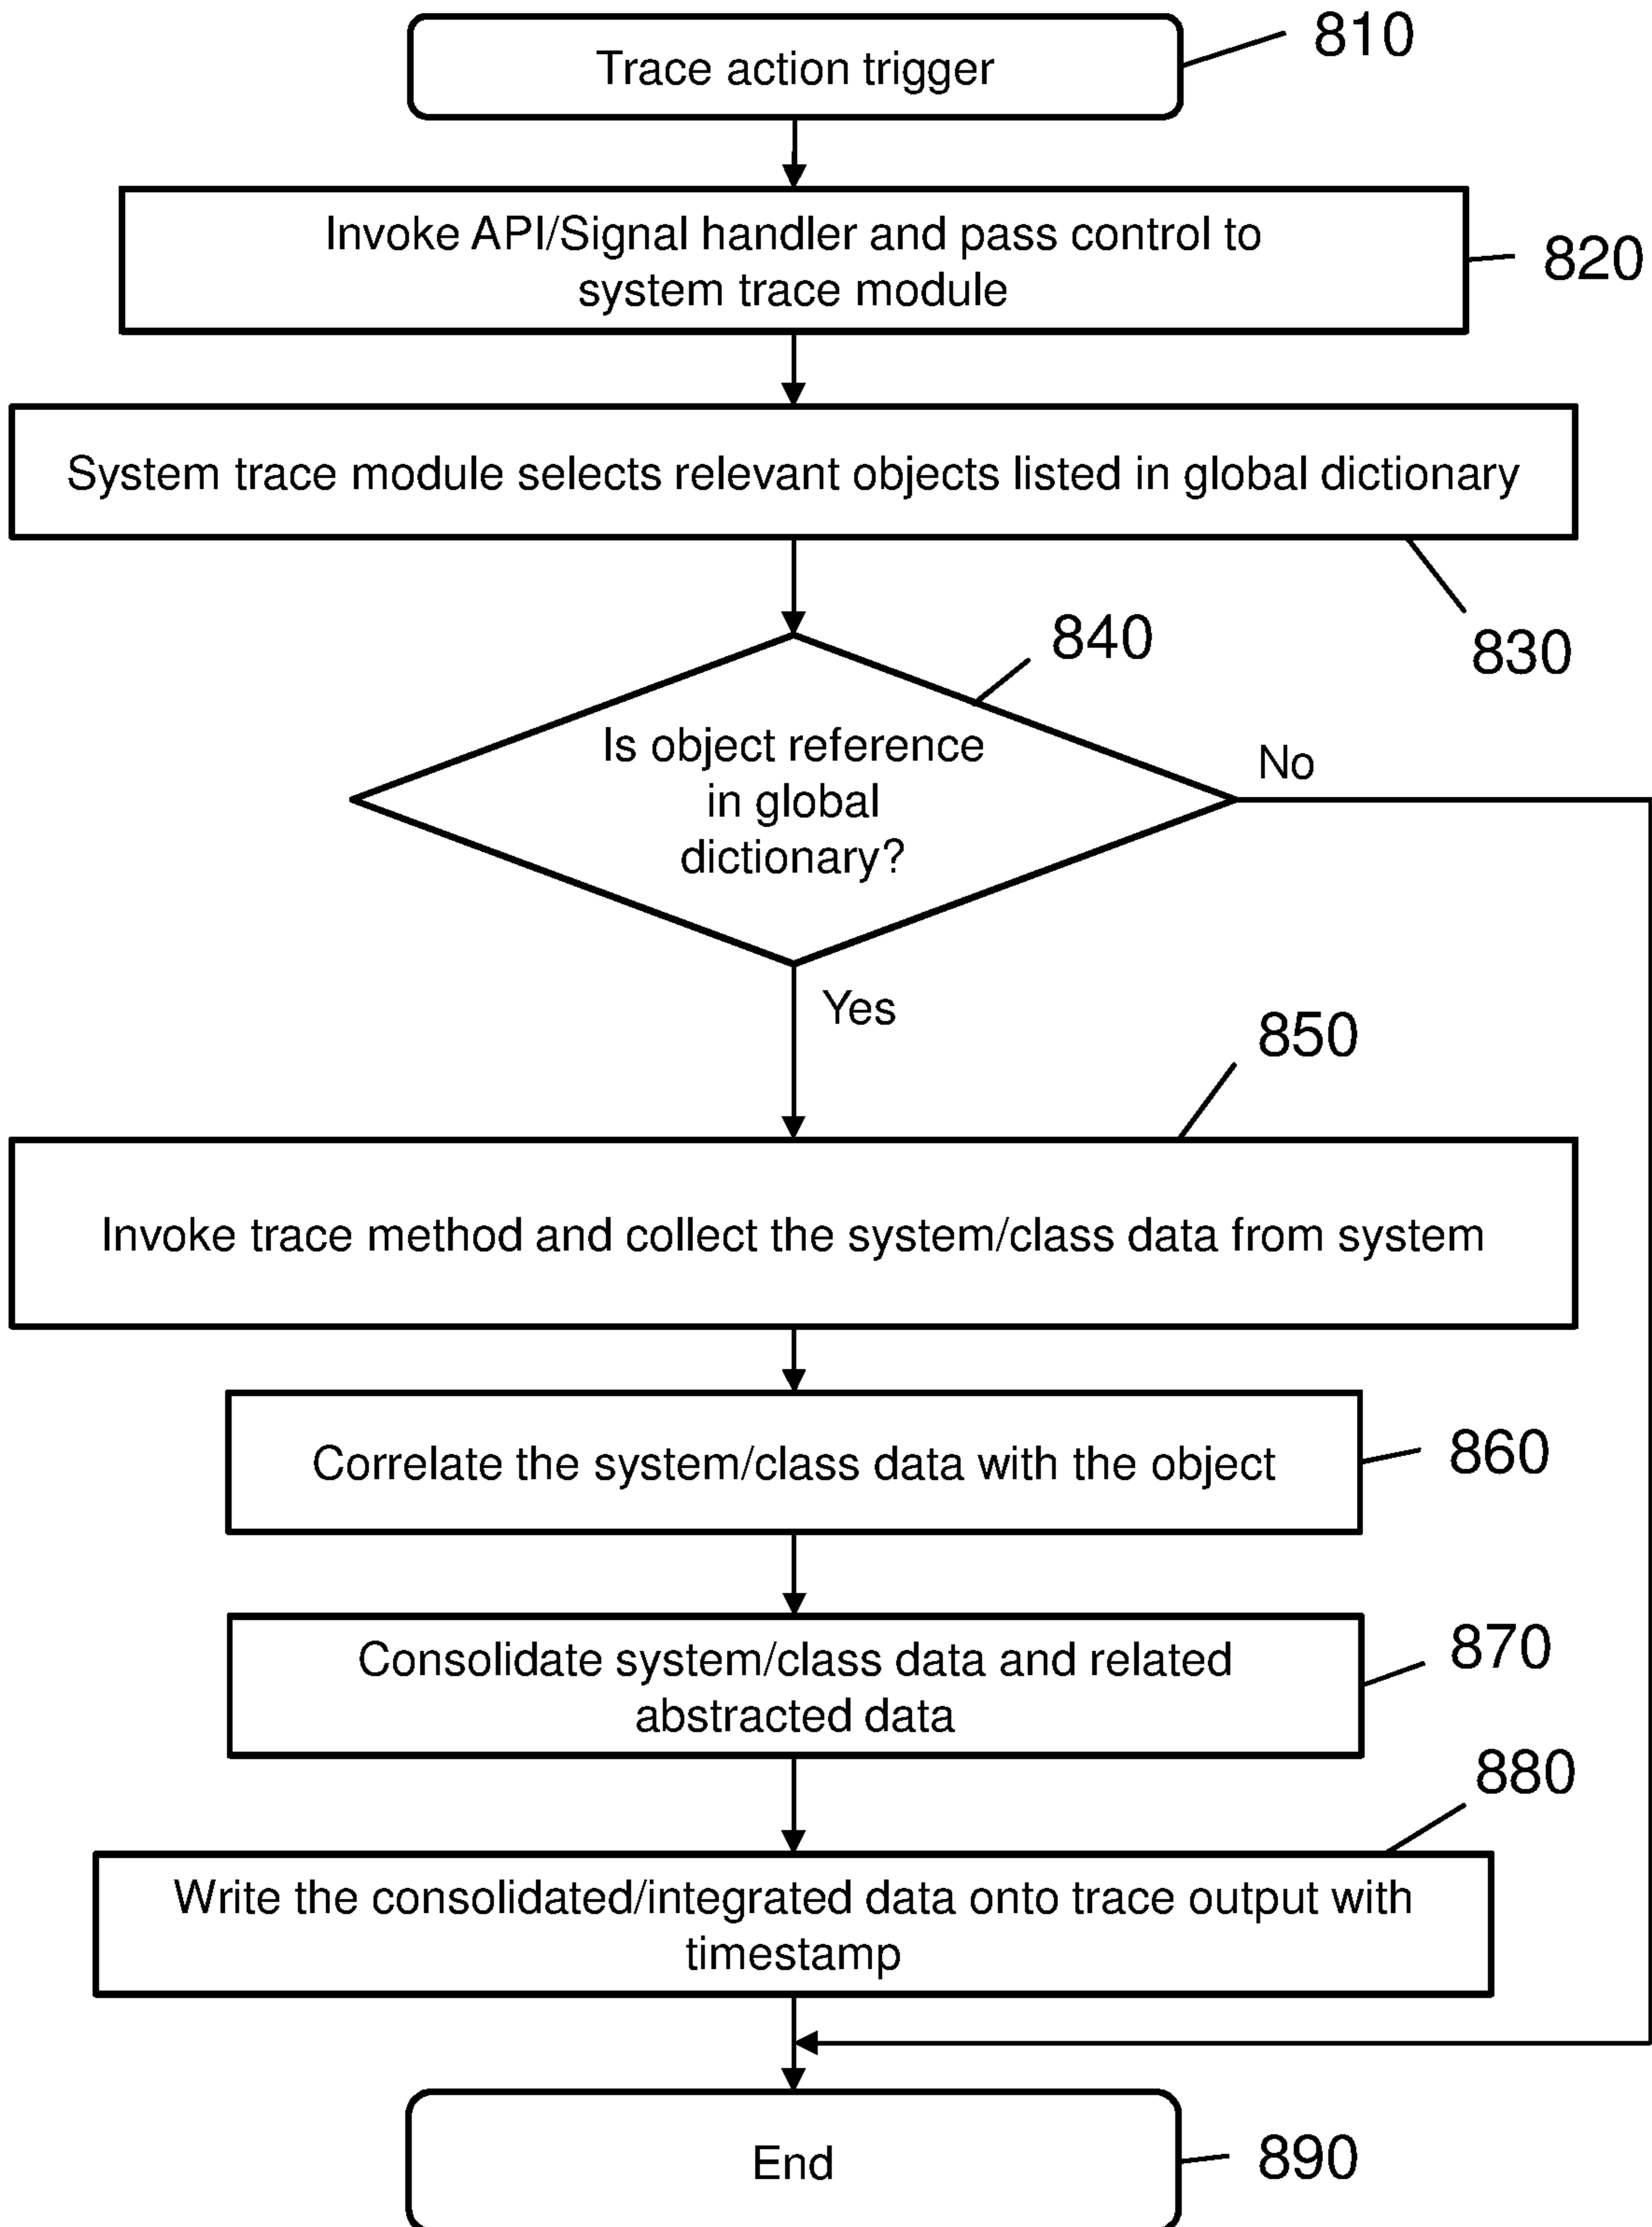 Trace action trigger
810
Invoke API/Signal handler and pass control to
system trace module
820
System trace module selects relevant objects listed in global dictionary
830
840
Is object reference
in global
dictionary?
No
Yes
850
Invoke trace method and collect the system/class data from system
Correlate the system/class data with the object
860
Consolidate system/class data and related
abstracted data
870
880
Write the consolidated/integrated data onto trace output with
timestamp
End
890